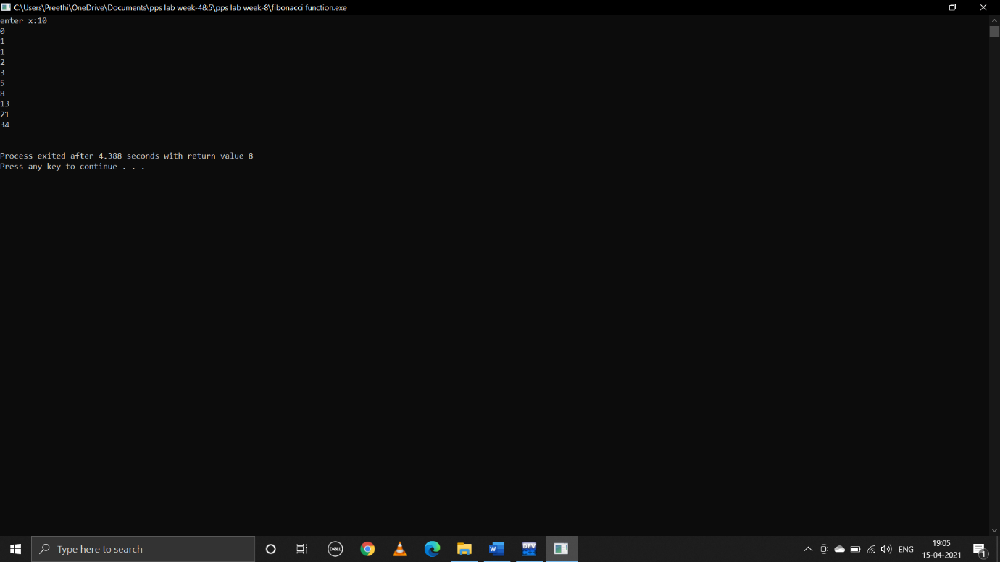 C:\Users\Preethi\OneDrive\Documents\pps lab week-4&5\pps lab week-8\fibonacci function.exe
enter x:10
0
1
1
2
3
5
8
13
21
34
--------------------------------
Process exited after 4.388 seconds with return value 8
Press any key to continue . . .
Type here to search
DELL
W
DEV
C++
ENG
19:05
15-04-2021
1